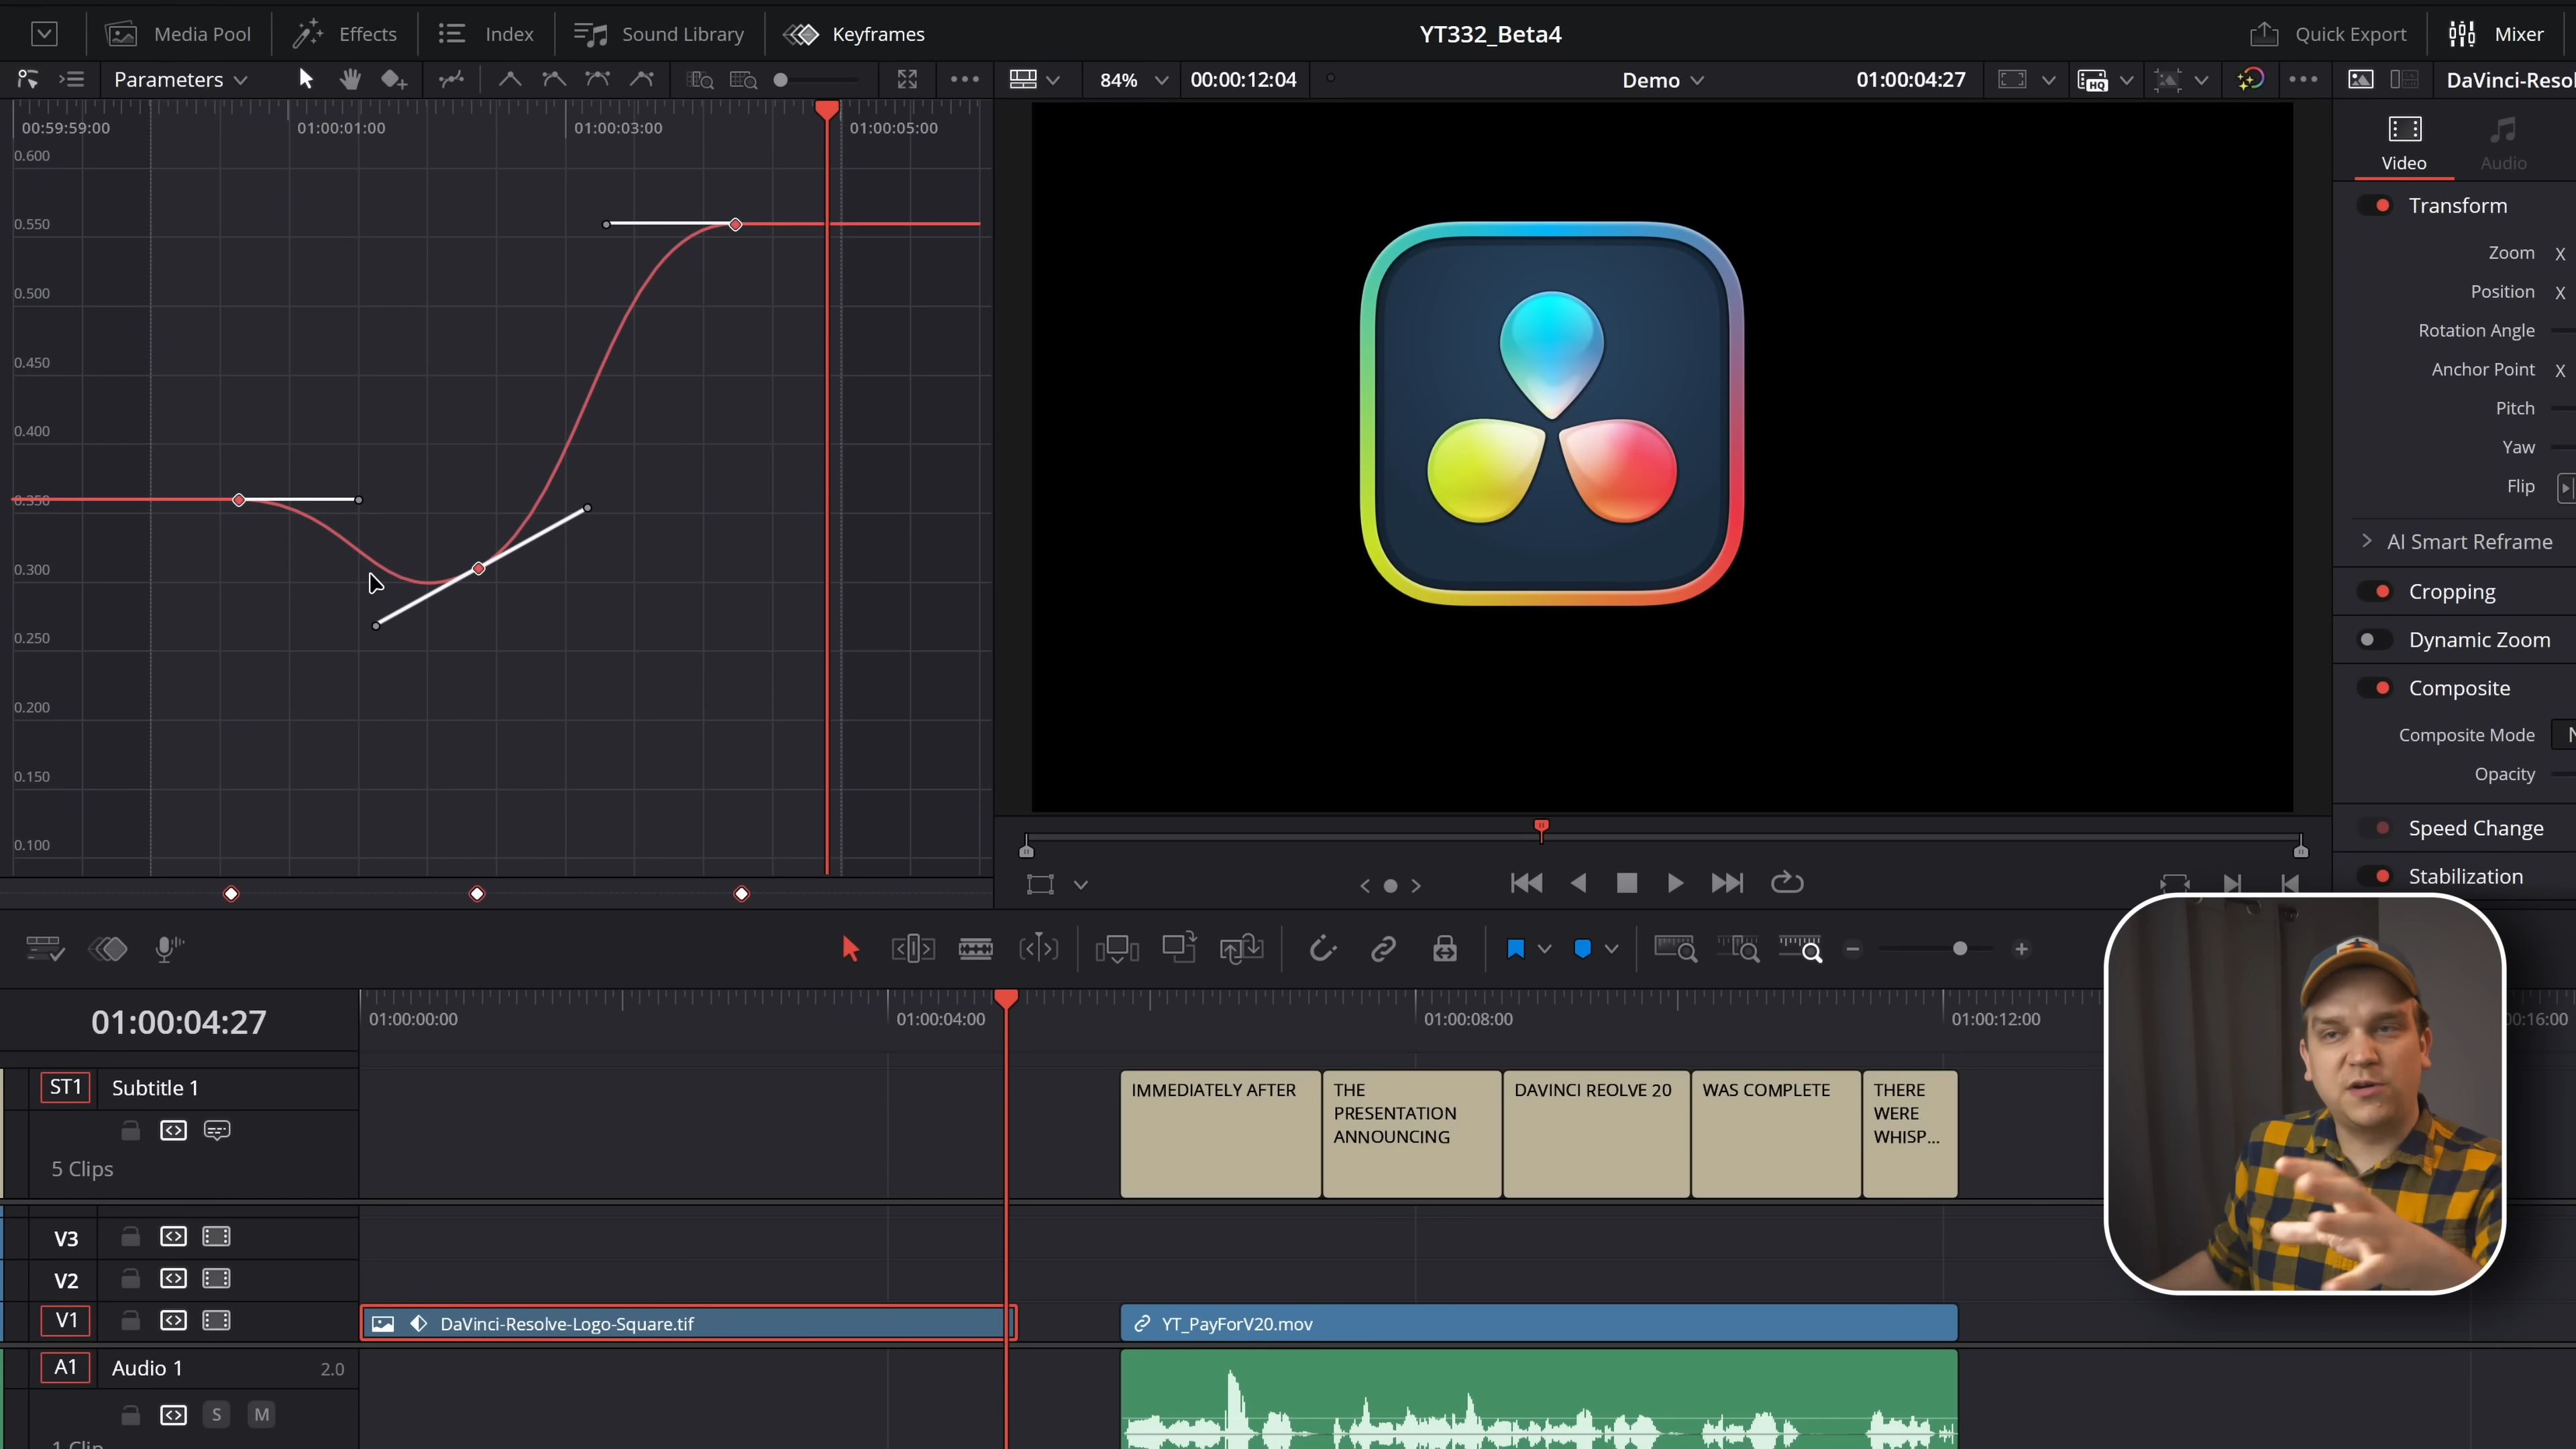 Media Pool
Effects
Index
Sound Library
Keyframes
YT332_Beta4
Quick Export
Mixer
Parameters
84%
00:00:12:04
Demo
01:00:04:27
HQ
DaVinci-Resol
00:59:59:00
01:00:01:00
01:00:03:00
01:00:05:00
0.600
0.550
0.500
0.450
0.400
0.350
0.300
0.250
0.200
0.150
0.100
Video
Audio
Transform
Zoom X
Position X
Rotation Angle
Anchor Point X
Pitch
Yaw
Flip
AI Smart Reframe
Cropping
Dynamic Zoom
Composite
Composite Mode N
Opacity
Speed Change
Stabilization
01:00:04:27
01:00:00:00
01:00:04:00
01:00:08:00
01:00:12:00
00:16:00
ST1
Subtitle 1
5 Clips
IMMEDIATELY AFTER
THE
PRESENTATION
ANNOUNCING
DAVINCI REOLVE 20
WAS COMPLETE
THERE
WERE
WHISP...
V3
V2
V1
DaVinci-Resolve-Logo-Square.tif
YT_PayForV20.mov
A1
Audio 1
2.0
S
M
1 Clip